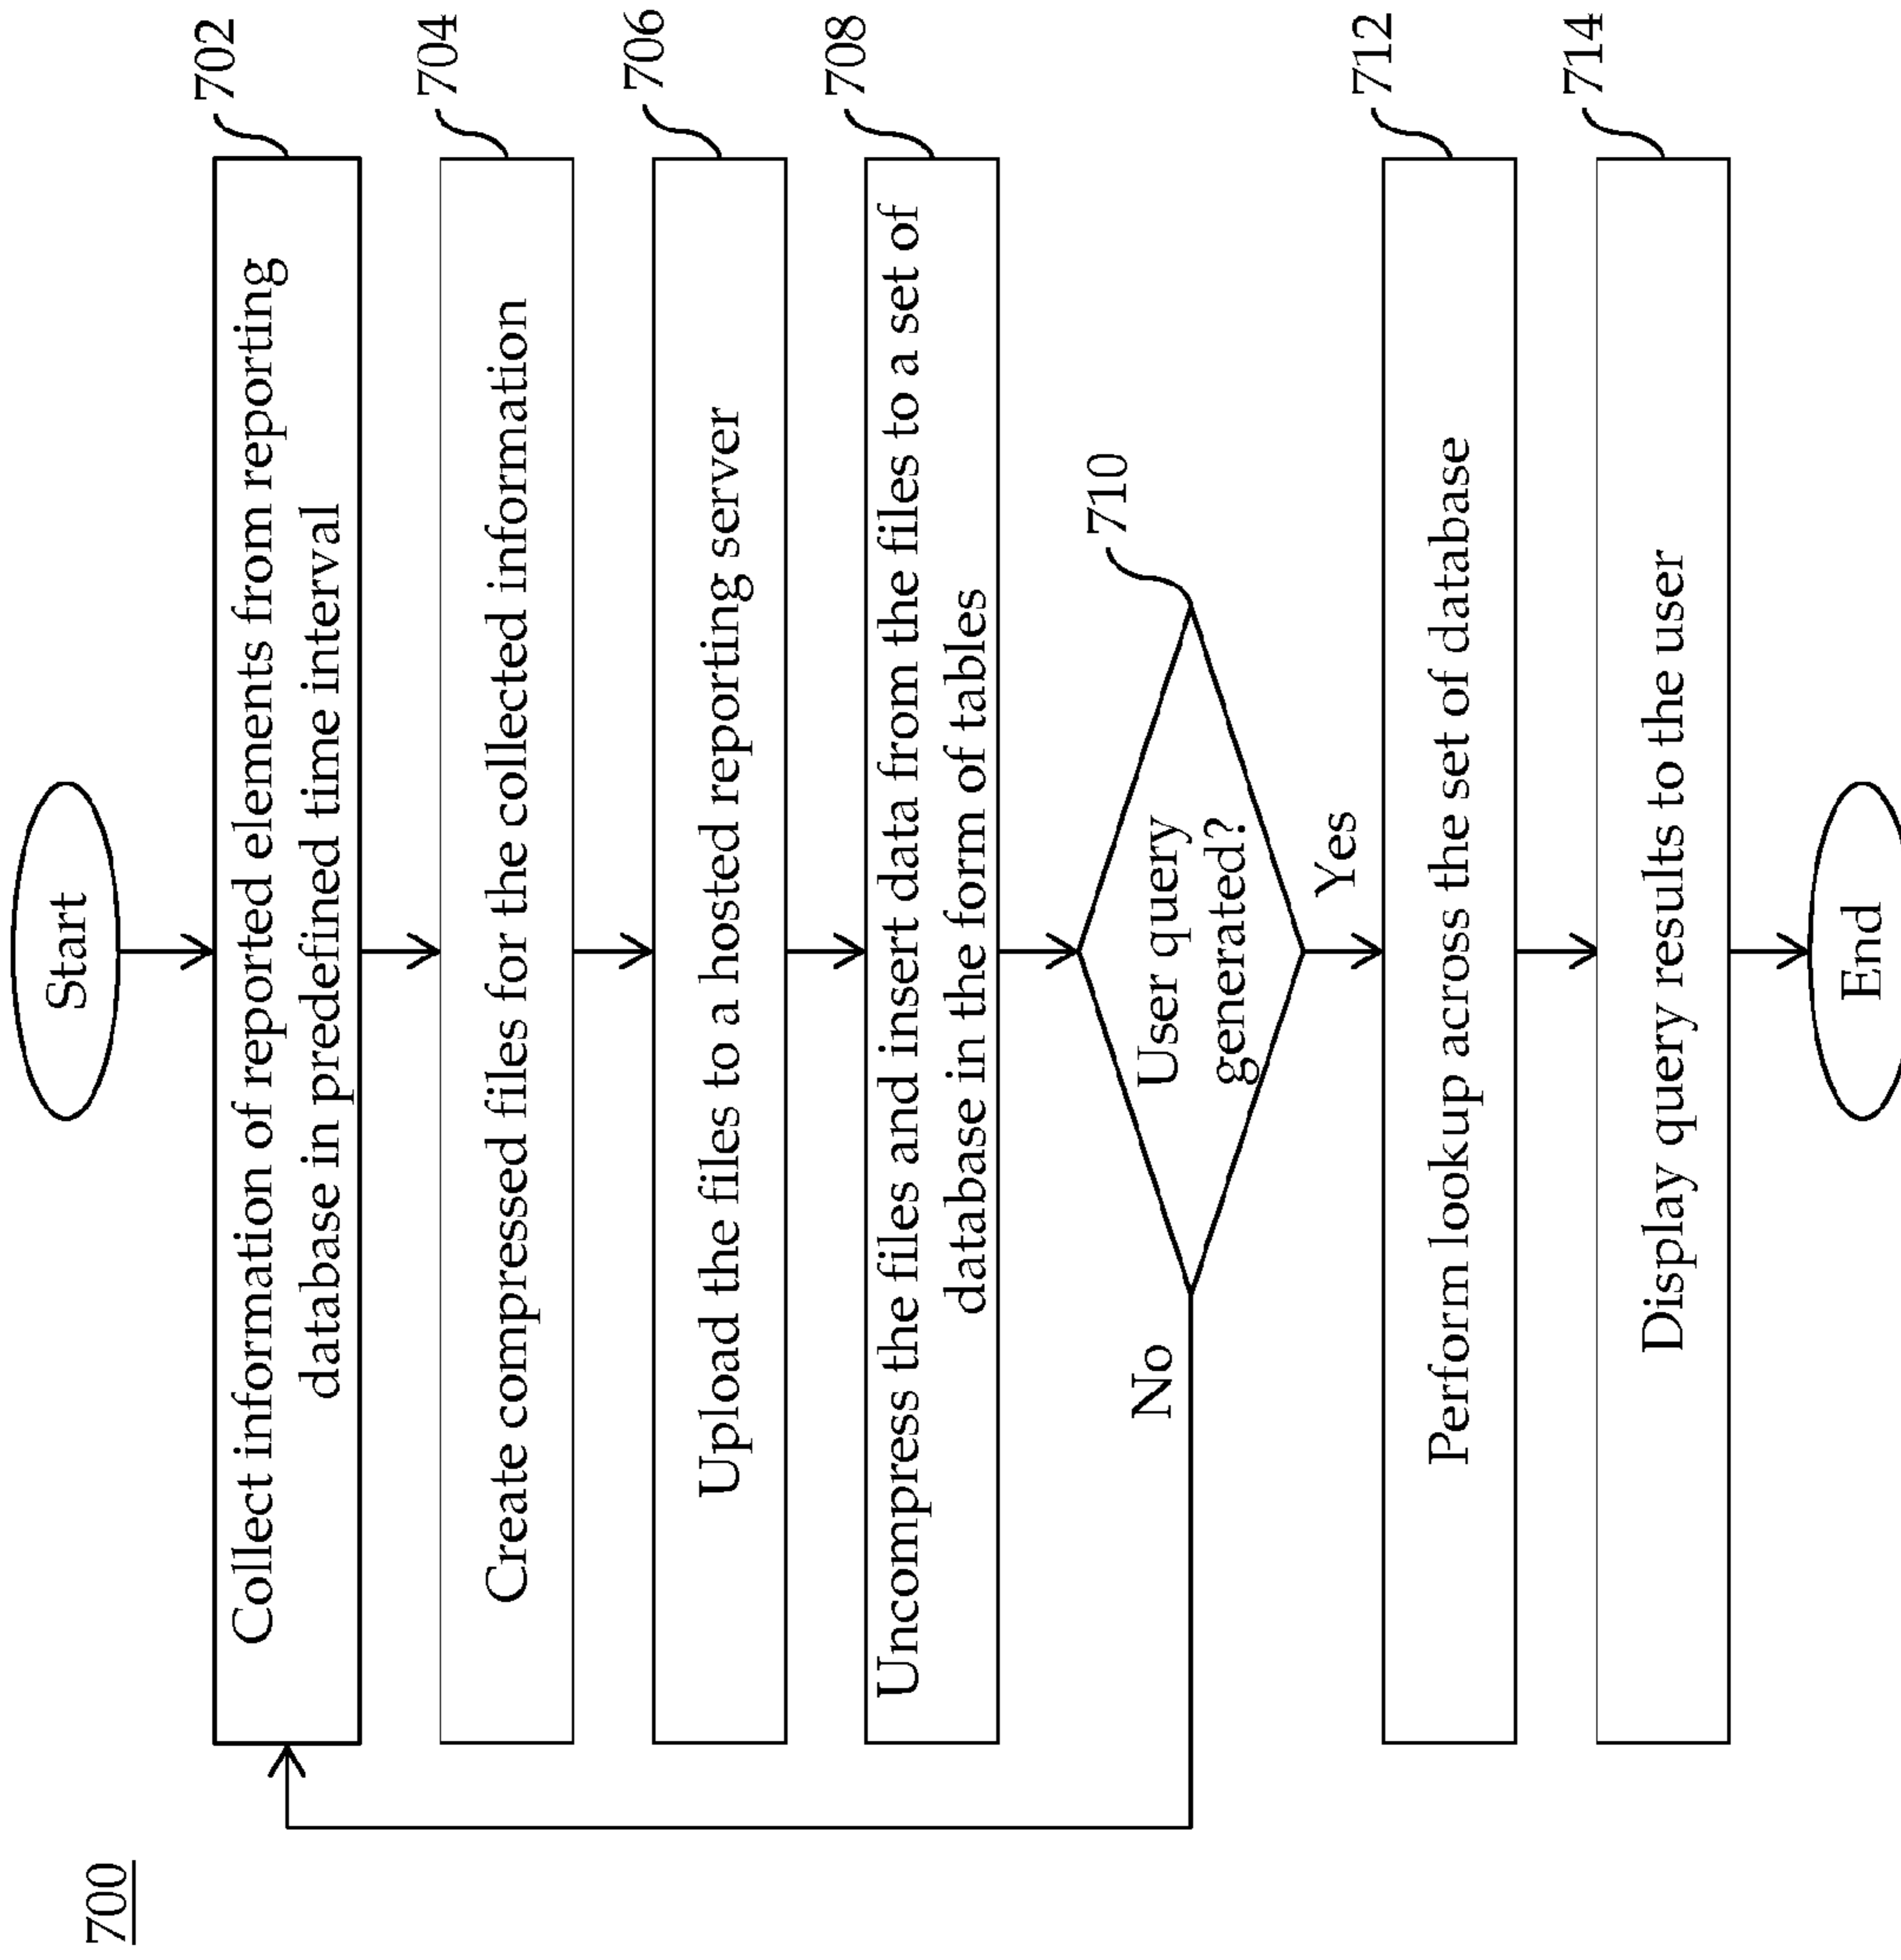 700
Start
Collect information of reported elements from reporting
database in predefined time interval
702
Create compressed files for the collected information
704
Upload the files to a hosted reporting server
706
Uncompress the files and insert data from the files to a set of
database in the form of tables
708
User query
generated?
710
No
Yes
Perform lookup across the set of database
712
Display query results to the user
714
End